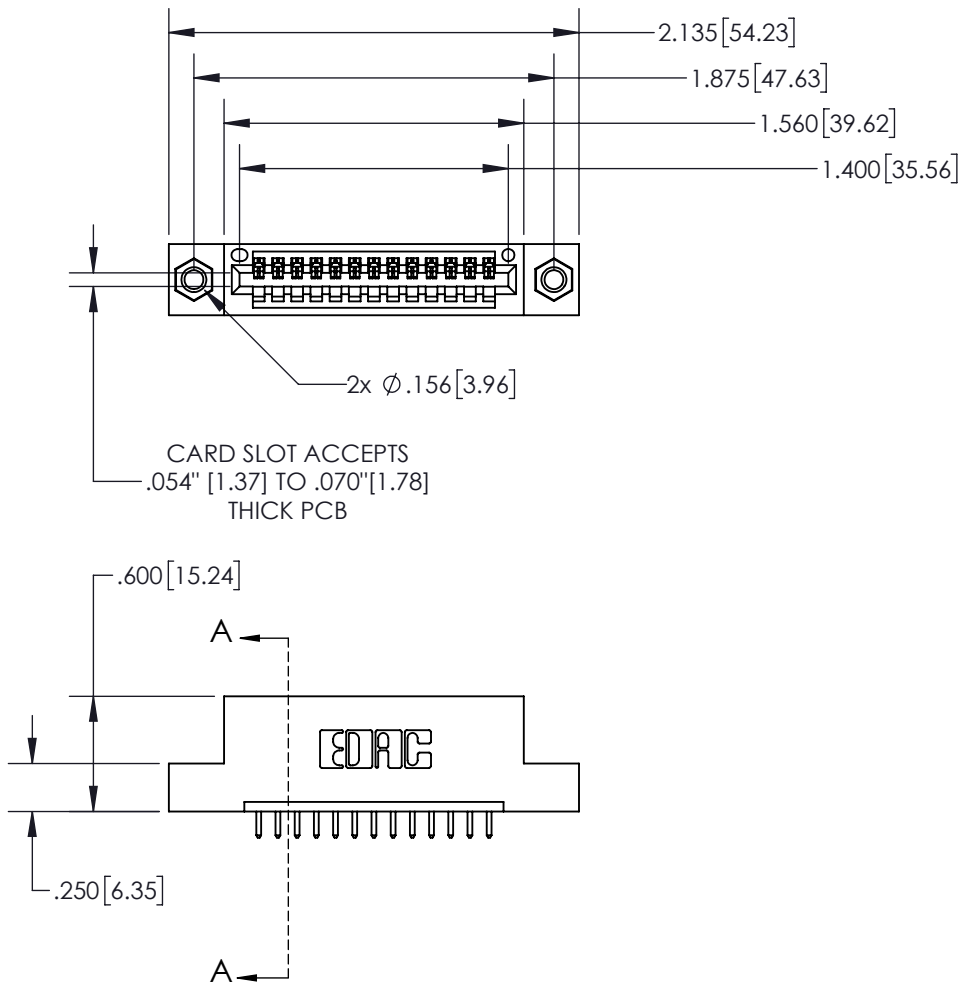 2.135[54.23]
1.875[47.63]
1.560[39.62]
1.400[35.56]
2x ∅.156[3.96]
CARD SLOT ACCEPTS
.054" [1.37] TO .070"[1.78]
THICK PCB
.600[15.24]
A
EDAC
.250[6.35]
A